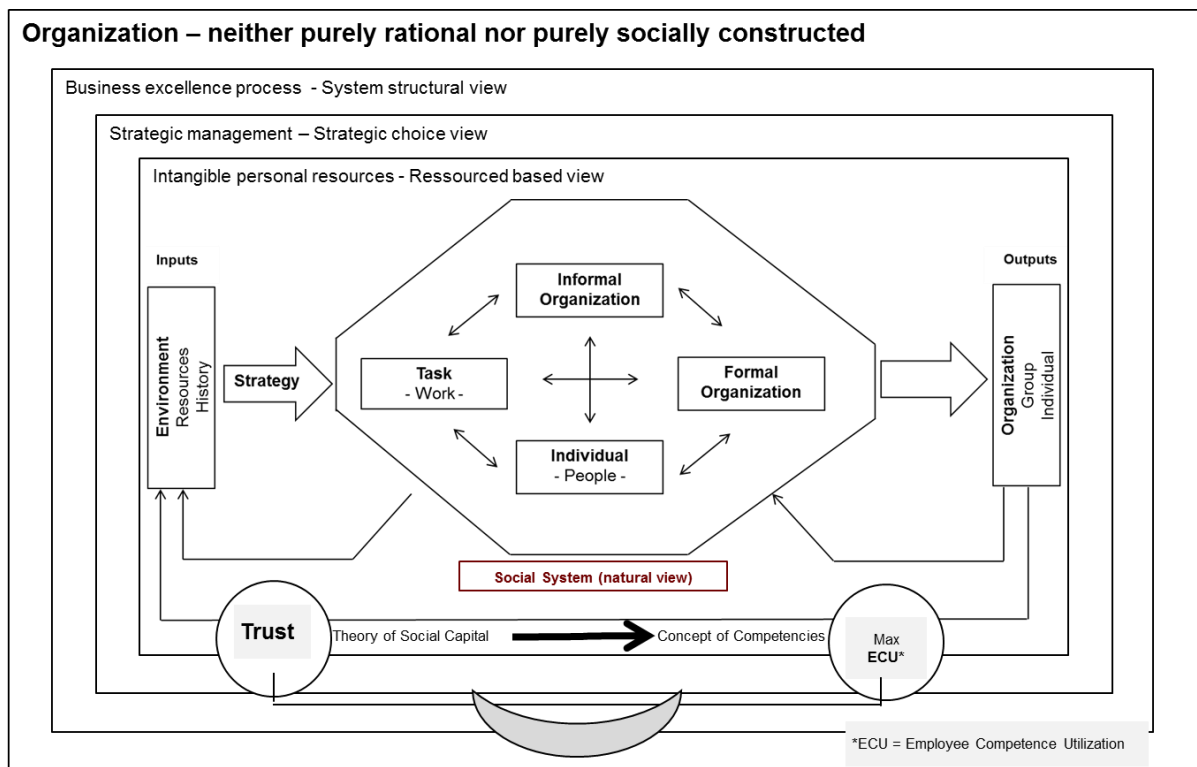 Organization – neither purely rational nor purely socially constructed
Business excellence process  - System structural view
Strategic management – Strategic choice view
Intangible personal resources - Ressourced based view
Inputs
Outputs
Informal
Organization
Environment
Resources
History
Strategy
Task
- Work -
Formal
Organization
Organization
Group
Individual
Individual
- People -
Social System (natural view)
Trust
Theory of Social Capital
Concept of Competencies
Max
ECU*
*ECU = Employee Competence Utilization